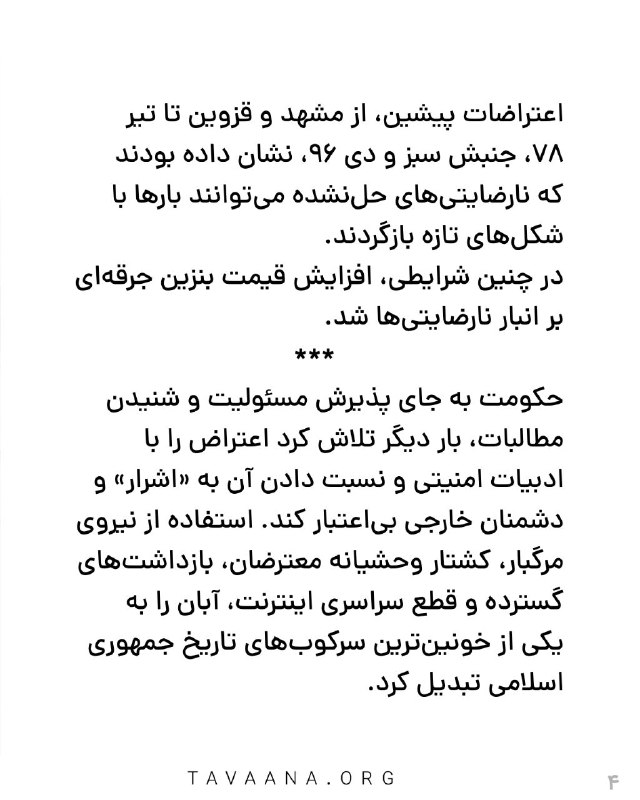 اعتراضات پیشین، از مشهد و قزوین تا تیر
۷۸، جنبش سبز و دی ۹۶، نشان داده بودند
که نارضایتی‌های حل‌نشده می‌توانند بارها با
شکل‌های تازه بازگردند.
در چنین شرایطی، افزایش قیمت بنزین جرقه‌ای
بر انبار نارضایتی‌ها شد.
***
حکومت به جای پذیرش مسئولیت و شنیدن
مطالبات، بار دیگر تلاش کرد اعتراض را با
ادبیات امنیتی و نسبت دادن آن به «اشرار» و
دشمنان خارجی بی‌اعتبار کند. استفاده از نیروی
مرگبار، کشتار وحشیانه معترضان، بازداشت‌های
گسترده و قطع سراسری اینترنت، آبان را به
یکی از خونین‌ترین سرکوب‌های تاریخ جمهوری
اسلامی تبدیل کرد.
TAVAANA.ORG
۴